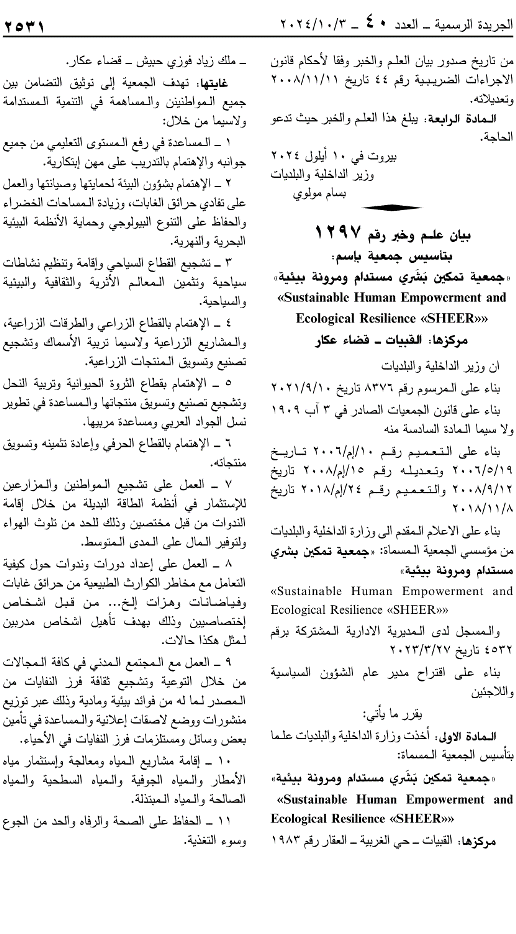 الجريدة الرسمية ـ العدد ٤٠ ـ ٢٠٢٤/١٠/٣
٢٥٣١
من تاريخ صدور بيان العلم والخبر وفقا لأحكام قانون
الاجراءات الضريبية رقم ٤٤ تاريخ ٢٠٠٨/١١/١١
وتعديلاته.
المادة الرابعة: يبلغ هذا العلم والخبر حيث تدعو
الحاجة.
بيروت في ١٠ أيلول ٢٠٢٤
وزير الداخلية والبلديات
بسام مولوي
بيان علم وخبر رقم ١٢٩٧
بتاسيس جمعية بإسم:
«جمعية تمكين بَشَري مستدام ومرونة بيئية»
«Sustainable Human Empowerment and
Ecological Resilience «SHEER»»
مركزها: القبيات ـ قضاء عكار
ان وزير الداخلية والبلديات
بناء على المرسوم رقم ٨٣٧٦ تاريخ ٢٠٢١/٩/١٠
بناء على قانون الجمعيات الصادر في ٣ آب ١٩٠٩
ولا سيما المادة السادسة منه
بناء على التعميم رقم ١٠/إم/٢٠٠٦ تاريخ
٢٠٠٦/٥/١٩ وتعديله رقم ١٥/إم/٢٠٠٨ تاريخ
٢٠٠٨/٩/١٢ والتعميم رقم ٢٤/إم/٢٠١٨ تاريخ
٢٠١٨/١١/٨
بناء على الاعلام المقدم الى وزارة الداخلية والبلديات
من مؤسسي الجمعية المسماة: «جمعية تمكين بشري
مستدام ومرونة بيئية»
«Sustainable Human Empowerment and
Ecological Resilience «SHEER»»
والمسجل لدى المديرية الادارية المشتركة برقم
٤٥٣٢ تاريخ ٢٠٢٣/٣/٢٧
بناء على اقتراح مدير عام الشؤون السياسية
واللاجئين
يقرر ما يأتي:
المادة الاولى: أخذت وزارة الداخلية والبلديات علما
بتأسيس الجمعية المسماة:
«جمعية تمكين بَشَري مستدام ومرونة بيئية»
«Sustainable Human Empowerment and
Ecological Resilience «SHEER»»
مركزها: القبيات ـ حي الغربية ـ العقار رقم ١٩٨٣
ـ ملك زياد فوزي حبيش ـ قضاء عكار.
غايتها: تهدف الجمعية إلى توثيق التضامن بين
جميع المواطنين والمساهمة في التنمية المستدامة
ولاسيما من خلال:
١ ـ المساعدة في رفع المستوى التعليمي من جميع
جوانبه والإهتمام بالتدريب على مهن إبتكارية.
٢ ـ الإهتمام بشؤون البيئة لحمايتها وصيانتها والعمل
على تفادي حرائق الغابات، وزيادة المساحات الخضراء
والحفاظ على التنوع البيولوجي وحماية الأنظمة البيئية
البحرية والنهرية.
٣ ـ تشجيع القطاع السياحي وإقامة وتنظيم نشاطات
سياحية وتثمين المعالم الأثرية والثقافية والبيئية
والسياحية.
٤ ـ الإهتمام بالقطاع الزراعي والطرقات الزراعية،
والمشاريع الزراعية ولاسيما تربية الأسماك وتشجيع
تصنيع وتسويق المنتجات الزراعية.
٥ ـ الإهتمام بقطاع الثروة الحيوانية وتربية النحل
وتشجيع تصنيع وتسويق منتجاتها والمساعدة في تطوير
نسل الجواد العربي ومساعدة مربيها.
٦ ـ الإهتمام بالقطاع الحرفي وإعادة تثمينه وتسويق
منتجاته.
٧ ـ العمل على تشجيع المواطنين والمزارعين
للإستثمار في أنظمة الطاقة البديلة من خلال إقامة
الندوات من قبل مختصين وذلك للحد من تلوث الهواء
ولتوفير المال على المدى المتوسط.
٨ ـ العمل على إعداد دورات وندوات حول كيفية
التعامل مع مخاطر الكوارث الطبيعية من حرائق غابات
وفياضانات وهزات إلخ... من قبل اشخاص
إختصاصيين وذلك بهدف تأهيل اشخاص مدربين
لمثل هكذا حالات.
٩ ـ العمل مع المجتمع المدني في كافة المجالات
من خلال التوعية وتشجيع ثقافة فرز النفايات من
المصدر لما له من فوائد بيئية ومادية وذلك عبر توزيع
منشورات ووضع لاصقات إعلانية والمساعدة في تأمين
بعض وسائل ومستلزمات فرز النفايات في الأحياء.
١٠ ـ إقامة مشاريع المياه ومعالجة وإستثمار مياه
الأمطار والمياه الجوفية والمياه السطحية والمياه
الصالحة والمياه المبتذلة.
١١ ـ الحفاظ على الصحة والرفاه والحد من الجوع
وسوء التغذية.